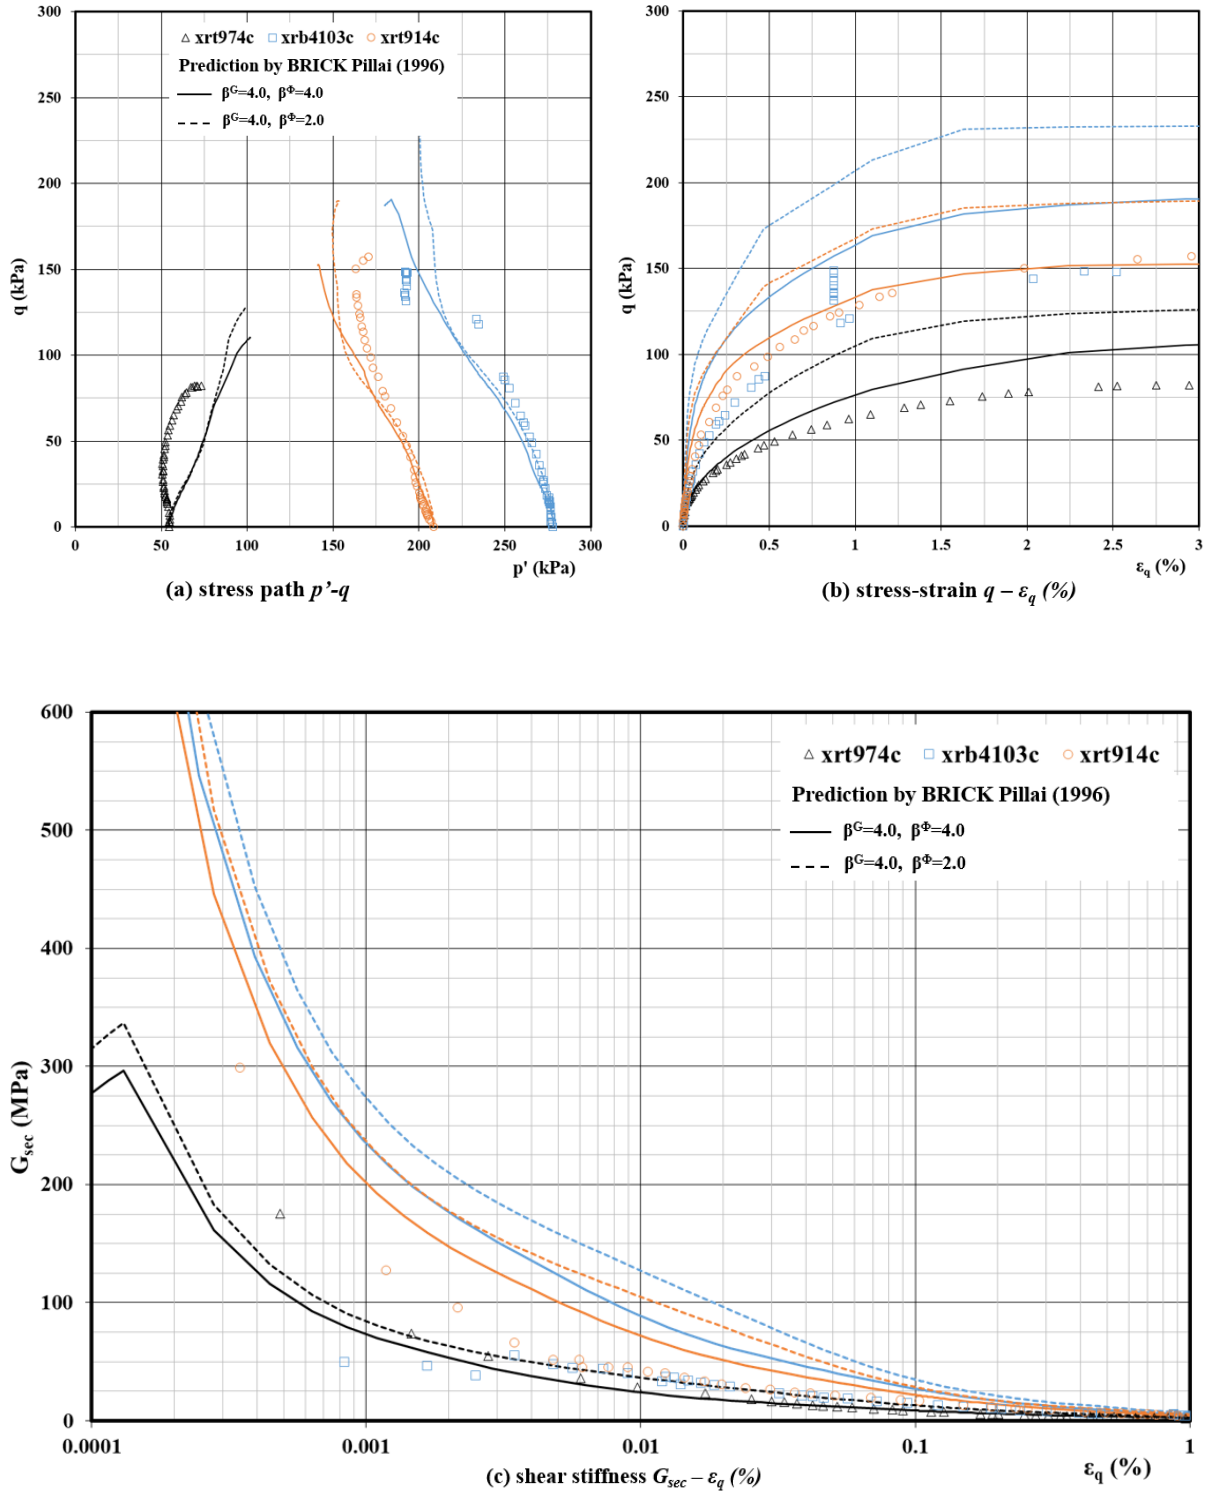 300
250
200
150
100
50
0
q (kPa)
xrt974c xrb4103c xrt914c
Prediction by BRICK Pillai (1996)
βG=4.0, βΦ=4.0
βG=4.0, βΦ=2.0
0 50 100 150 200 250 300
p' (kPa)
(a) stress path p’-q
300
250
200
150
100
50
0
q (kPa)
0 0.5 1 1.5 2 2.5 3
εq (%)
(b) stress-strain q – εq (%)
600
500
400
300
200
100
0
Gsec (MPa)
xrt974c xrb4103c xrt914c
Prediction by BRICK Pillai (1996)
βG=4.0, βΦ=4.0
βG=4.0, βΦ=2.0
0.0001 0.001 0.01 0.1 1
εq (%)
(c) shear stiffness Gsec – εq (%)